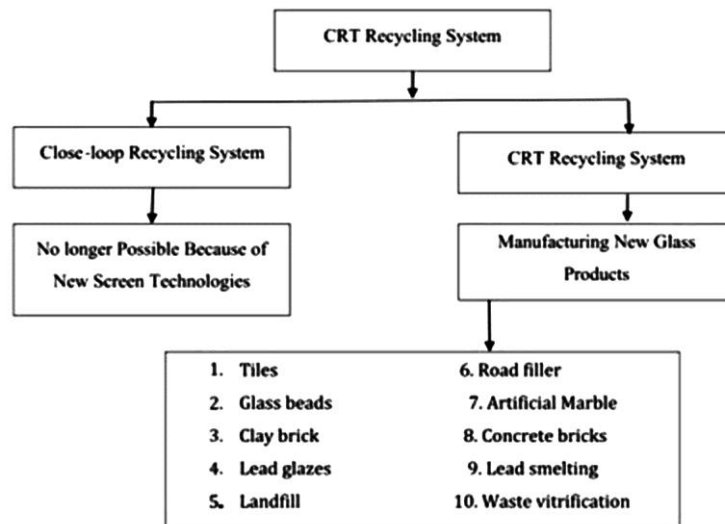 CRT Recycling System
Close-loop Recycling System
CRT Recycling System
No longer Possible Because of
New Screen Technologies
Manufacturing New Glass
Products
1. Tiles
2. Glass beads
3. Clay brick
4. Lead glazes
5. Landfill
6. Road filler
7. Artificial Marble
8. Concrete bricks
9. Lead smelting
10. Waste vitrification